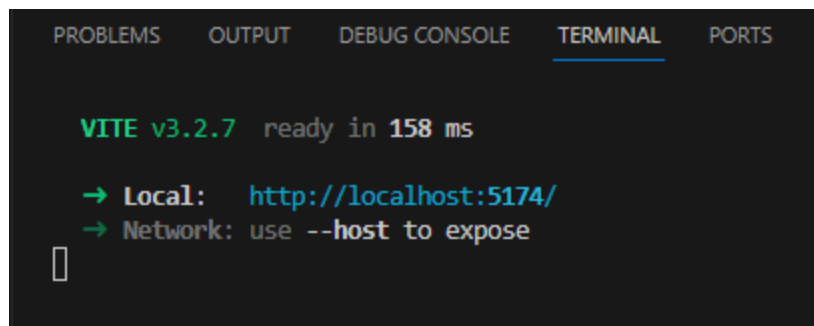 PROBLEMS OUTPUT DEBUG CONSOLE TERMINAL PORTS
VITE v3.2.7 ready in 158 ms
➜ Local: http://localhost:5174/
➜ Network: use --host to expose